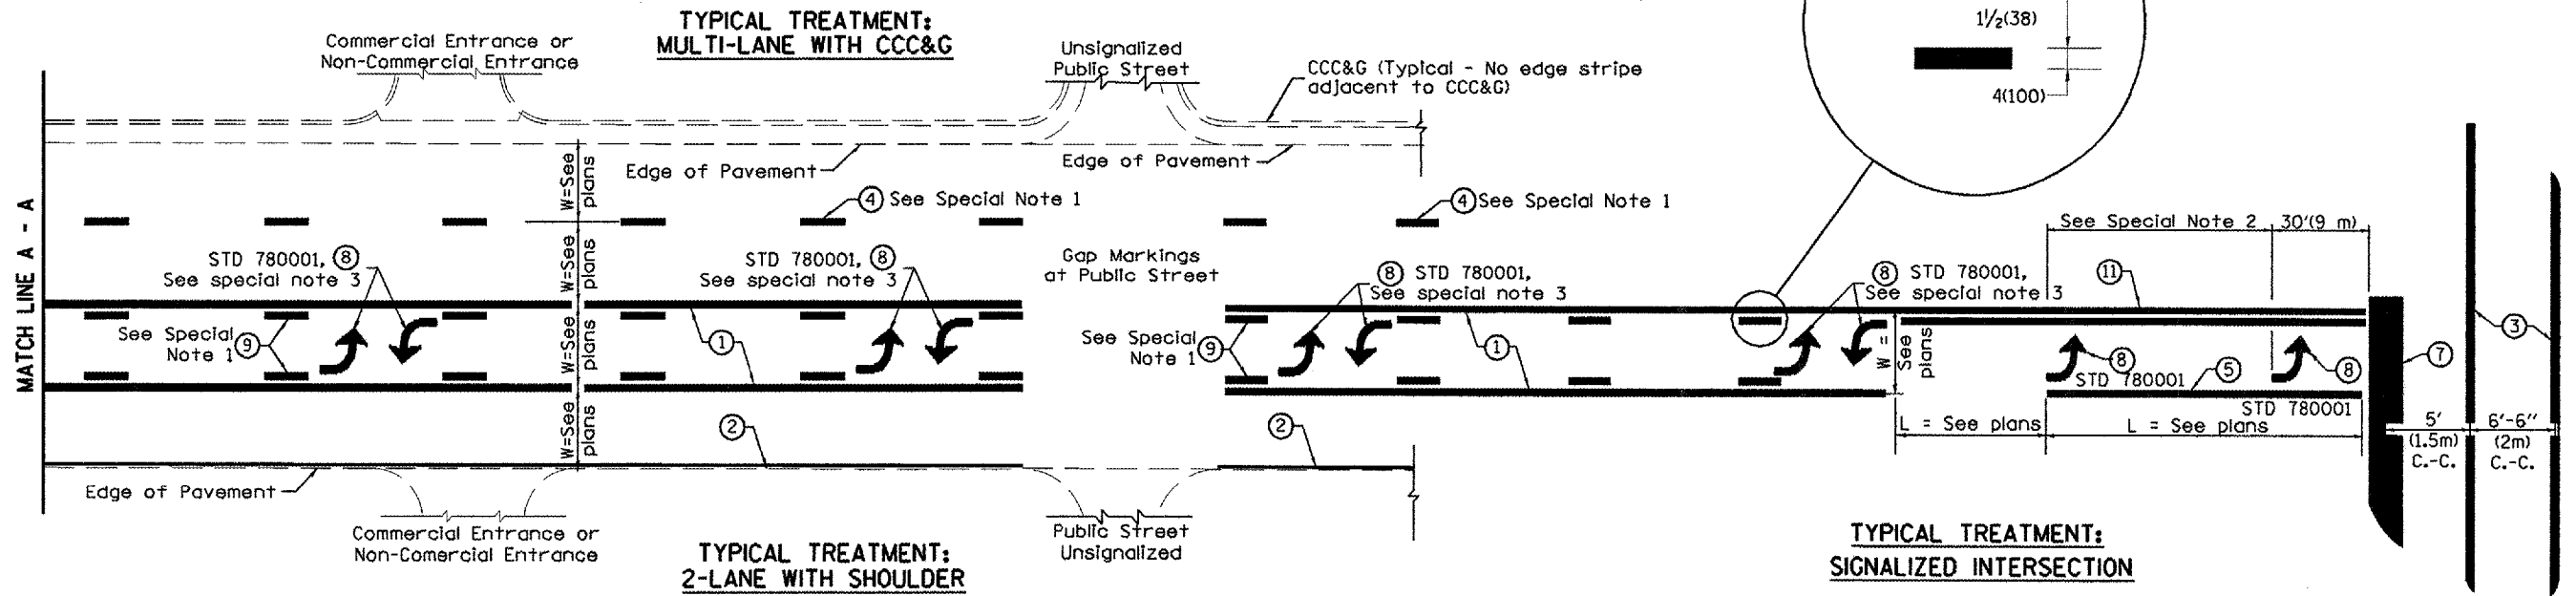 TYPICAL TREATMENT:
MULTI-LANE WITH CCC&G
Commercial Entrance or
Non-Commercial Entrance
Unsignalized
Public Street
CCC&G (Typical - No edge stripe
adjacent to CCC&G)
1½(38)
4(100)
MATCH LINE A - A
W=See
plans
Edge of Pavement
Edge of Pavement
4 See Special Note 1
4 See Special Note 1
W=See
plans
STD 780001, 8
See special note 3
STD 780001, 8
See special note 3
Gap Markings
at Public Street
8 STD 780001,
See special note 3
8 STD 780001,
See special note 3
See Special Note 2
30'(9 m)
11
See Special
Note 1 9
W=See
plans
1
See Special
Note 1 9
1
W =
See
plans
8
STD 780001
5
8
STD 780001
7
3
W=See
plans
2
2
L = See plans
L = See plans
5'
(1.5m)
C.-C.
6'-6"
(2m)
C.-C.
Edge of Pavement
Commercial Entrance or
Non-Comercial Entrance
Public Street
Unsignalized
TYPICAL TREATMENT:
2-LANE WITH SHOULDER
TYPICAL TREATMENT:
SIGNALIZED INTERSECTION